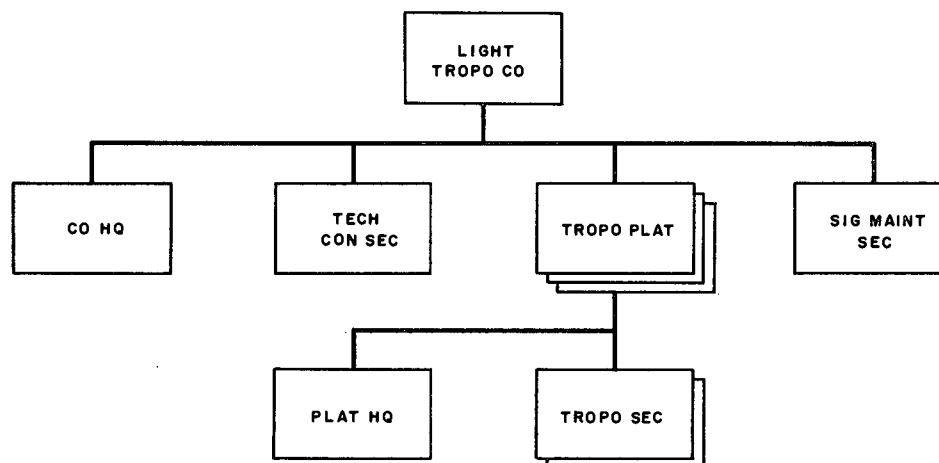 LIGHT
TROPO CO
CO HQ
TECH
CON SEC
TROPO PLAT
SIG MAINT
SEC
PLAT HQ
TROPO SEC